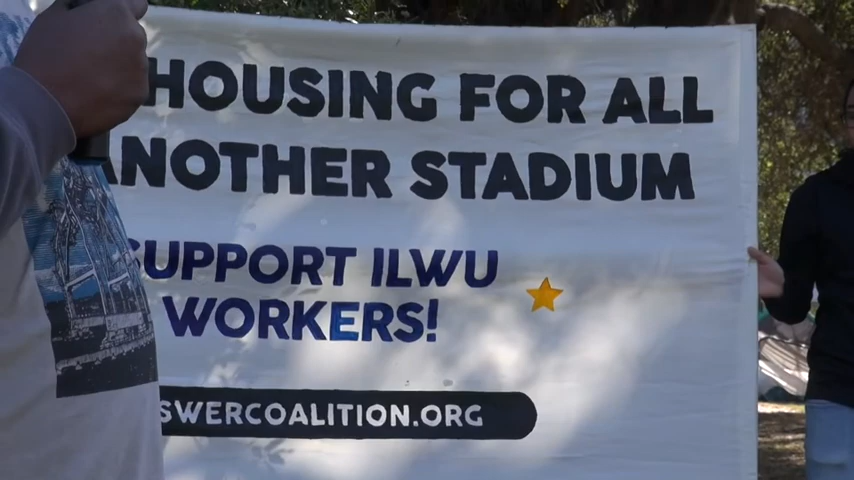 HOUSING FOR ALL
ANOTHER STADIUM
SUPPORT ILWU
WORKERS!
SWERCOALITION.ORG